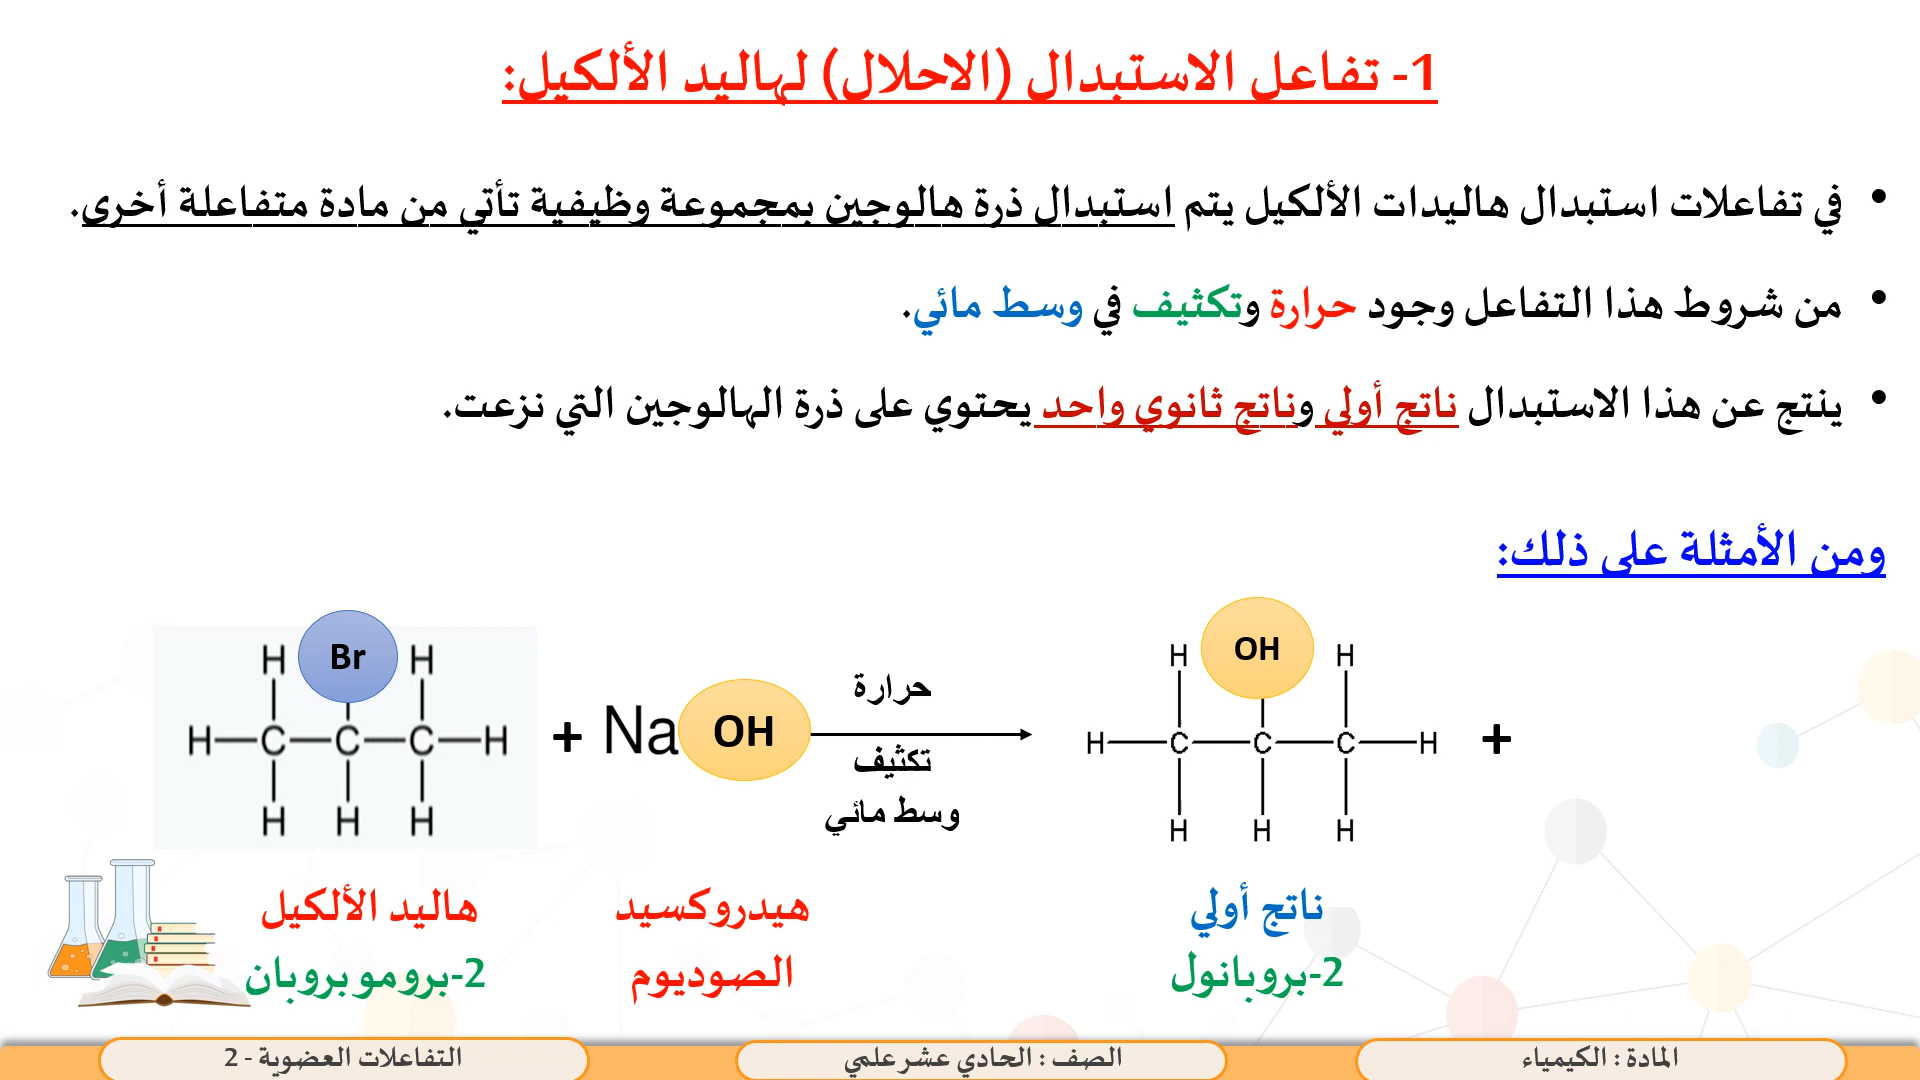 1- تفاعل الاستبدال (الاحلال) لهاليد الألكيل:
• في تفاعلات استبدال هاليدات الألكيل يتم استبدال ذرة هالوجين بمجموعة وظيفية تأتي من مادة متفاعلة أخرى.
• من شروط هذا التفاعل وجود حرارة وتكثيف في وسط مائي.
• ينتج عن هذا الاستبدال ناتج أولي وناتج ثانوي واحد يحتوي على ذرة الهالوجين التي نزعت.
ومن الأمثلة على ذلك:
H Br H
H C C C H
H H H
+ Na OH
حرارة
تكثيف
وسط مائي
H OH H
H C C C H +
H H H
هاليد الألكيل
2-برومو بروبان
هيدروكسيد
الصوديوم
ناتج أولي
2-بروبانول
المادة : الكيمياء
الصف : الحادي عشر علمي
التفاعلات العضوية - 2